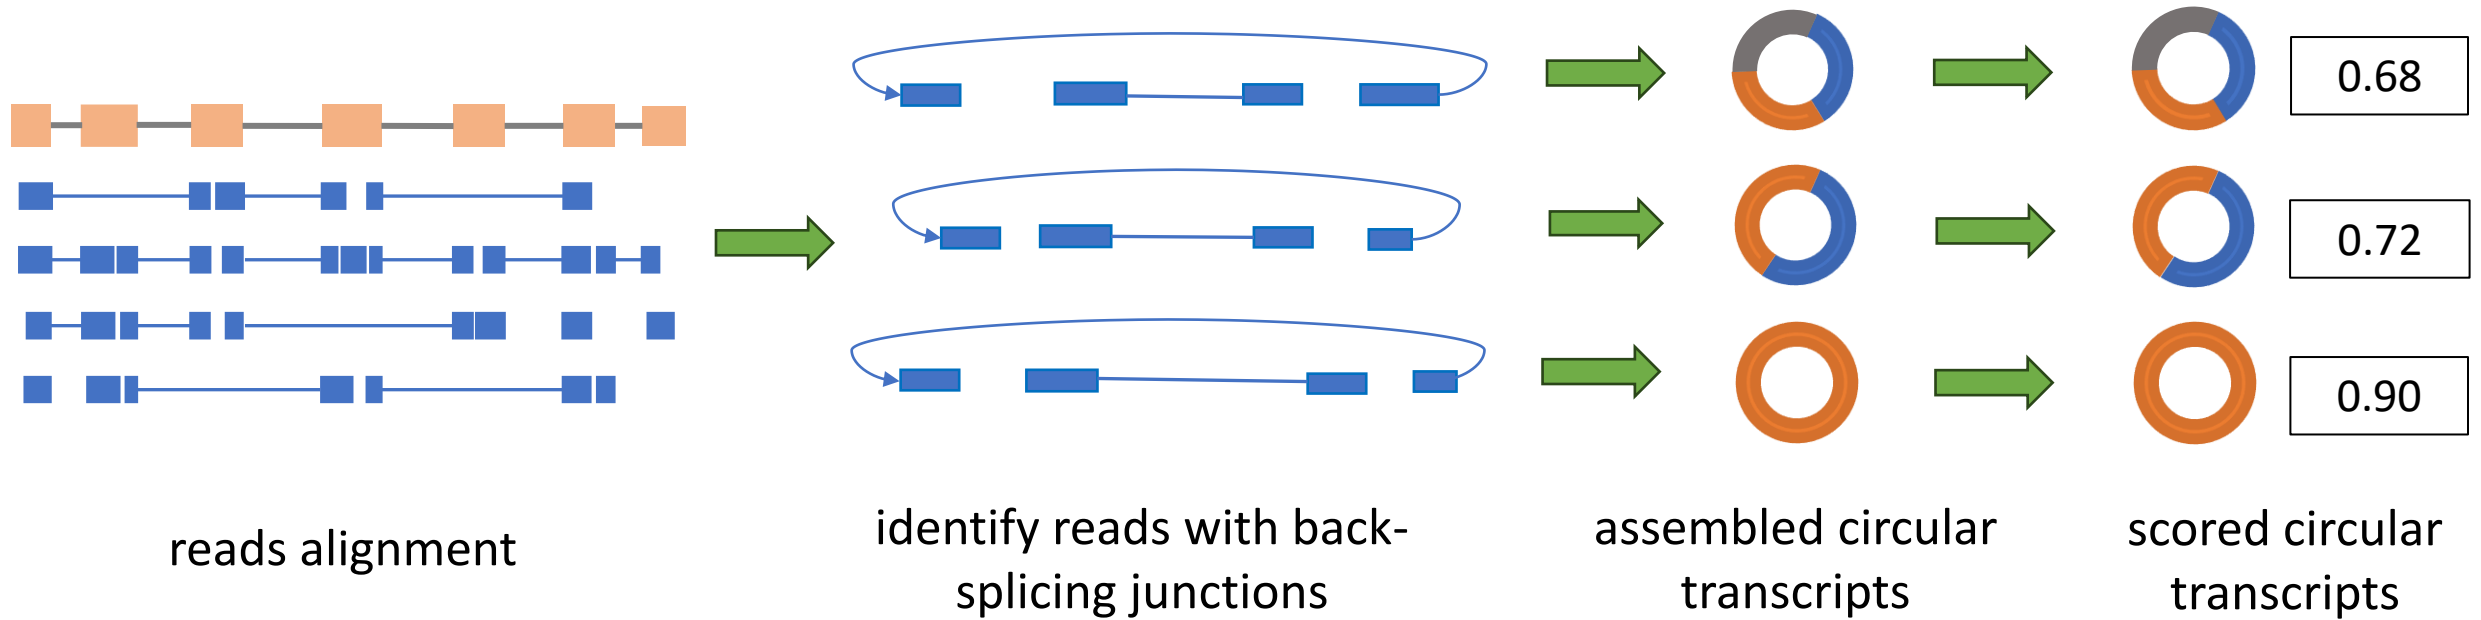 0.68
0.72
0.90
reads alignment
identify reads with back-
splicing junctions
assembled circular
transcripts
scored circular
transcripts